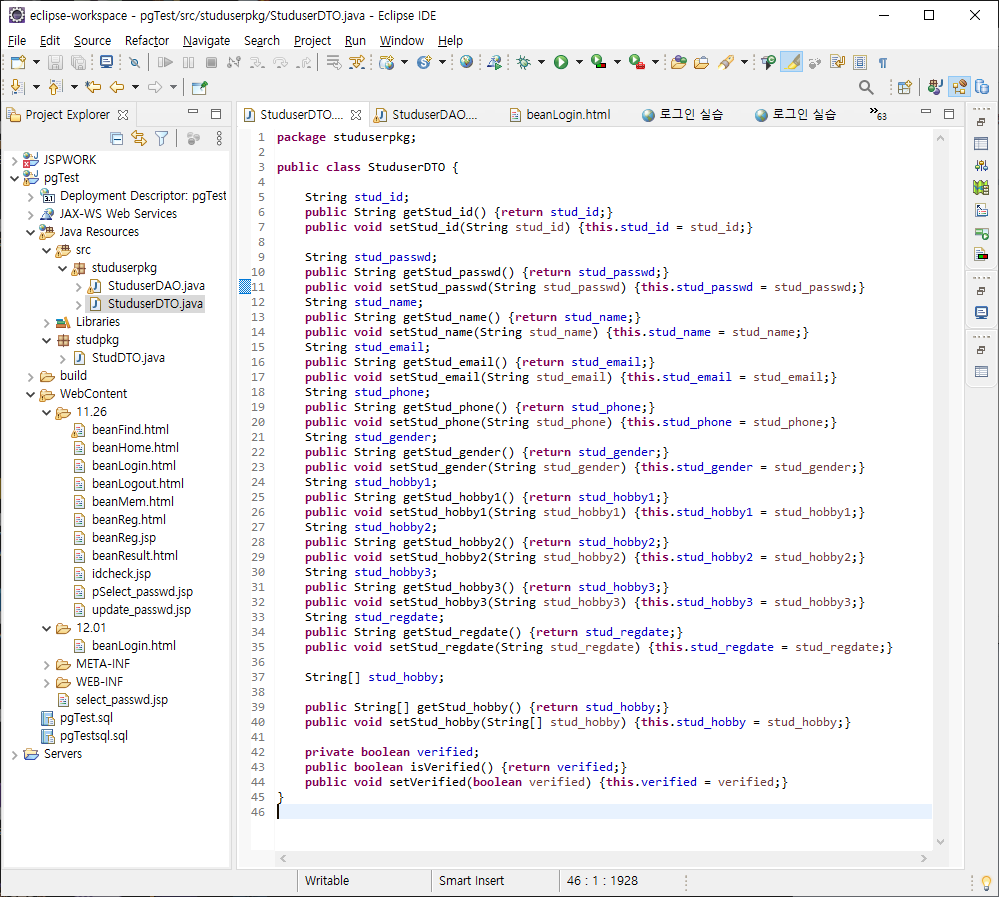 eclipse-workspace - pgTest/src/studuserpkg/StuduserDTO.java - Eclipse IDE
File Edit Source Refactor Navigate Search Project Run Window Help
Project Explorer
JSPWORK
pgTest
Deployment Descriptor: pgTest
JAX-WS Web Services
Java Resources
src
studuserpkg
StuduserDAO.java
StuduserDTO.java
Libraries
studpkg
StudDTO.java
build
WebContent
11.26
beanFind.html
beanHome.html
beanLogin.html
beanLogout.html
beanMem.html
beanReg.html
beanReg.jsp
beanResult.html
idcheck.jsp
pSelect_passwd.jsp
update_passwd.jsp
12.01
beanLogin.html
META-INF
WEB-INF
select_passwd.jsp
pgTest.sql
pgTestsql.sql
Servers
StuduserDTO.... StuduserDAO.... beanLogin.html 로그인 실습 로그인 실습 »63
1 package studuserpkg;
2
3 public class StuduserDTO {
4
5 String stud_id;
6 public String getStud_id() {return stud_id;}
7 public void setStud_id(String stud_id) {this.stud_id = stud_id;}
8
9 String stud_passwd;
10 public String getStud_passwd() {return stud_passwd;}
11 public void setStud_passwd(String stud_passwd) {this.stud_passwd = stud_passwd;}
12 String stud_name;
13 public String getStud_name() {return stud_name;}
14 public void setStud_name(String stud_name) {this.stud_name = stud_name;}
15 String stud_email;
16 public String getStud_email() {return stud_email;}
17 public void setStud_email(String stud_email) {this.stud_email = stud_email;}
18 String stud_phone;
19 public String getStud_phone() {return stud_phone;}
20 public void setStud_phone(String stud_phone) {this.stud_phone = stud_phone;}
21 String stud_gender;
22 public String getStud_gender() {return stud_gender;}
23 public void setStud_gender(String stud_gender) {this.stud_gender = stud_gender;}
24 String stud_hobby1;
25 public String getStud_hobby1() {return stud_hobby1;}
26 public void setStud_hobby1(String stud_hobby1) {this.stud_hobby1 = stud_hobby1;}
27 String stud_hobby2;
28 public String getStud_hobby2() {return stud_hobby2;}
29 public void setStud_hobby2(String stud_hobby2) {this.stud_hobby2 = stud_hobby2;}
30 String stud_hobby3;
31 public String getStud_hobby3() {return stud_hobby3;}
32 public void setStud_hobby3(String stud_hobby3) {this.stud_hobby3 = stud_hobby3;}
33 String stud_regdate;
34 public String getStud_regdate() {return stud_regdate;}
35 public void setStud_regdate(String stud_regdate) {this.stud_regdate = stud_regdate;}
36
37 String[] stud_hobby;
38
39 public String[] getStud_hobby() {return stud_hobby;}
40 public void setStud_hobby(String[] stud_hobby) {this.stud_hobby = stud_hobby;}
41
42 private boolean verified;
43 public boolean isVerified() {return verified;}
44 public void setVerified(boolean verified) {this.verified = verified;}
45 }
46
Writable Smart Insert 46 : 1 : 1928